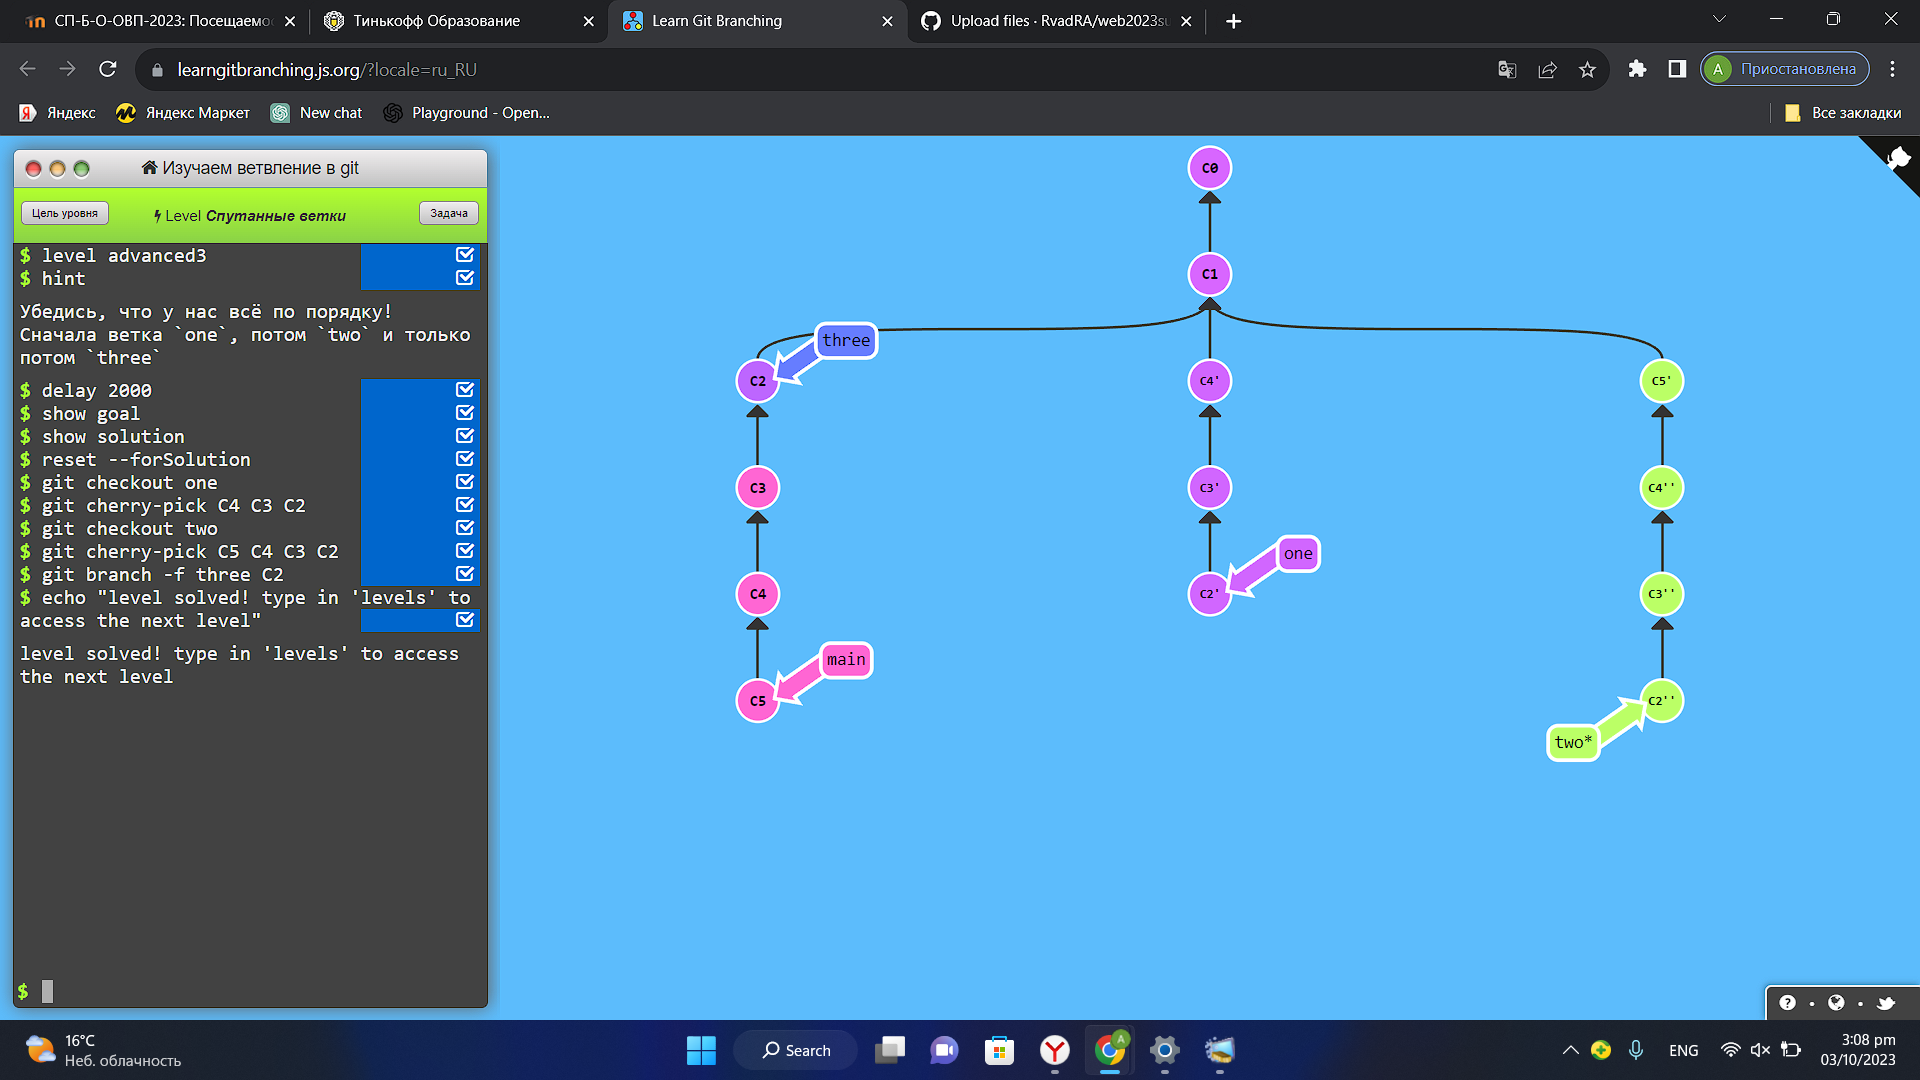 СП-Б-О-ОВП-2023: Посещаемо
Тинькофф Образование
Learn Git Branching
Upload files · RvadRA/web2023su
learngitbranching.js.org/?locale=ru_RU
A Приостановлена
Яндекс
Яндекс Маркет
New chat
Playground - Open...
Все закладки
Изучаем ветвление в git
Цель уровня
Level Спутанные ветки
Задача
$ level advanced3
$ hint
Убедись, что у нас всё по порядку!
Сначала ветка `one`, потом `two` и только
потом `three`
$ delay 2000
$ show goal
$ show solution
$ reset --forSolution
$ git checkout one
$ git cherry-pick C4 C3 C2
$ git checkout two
$ git cherry-pick C5 C4 C3 C2
$ git branch -f three C2
$ echo "level solved! type in 'levels' to
access the next level"
level solved! type in 'levels' to access
the next level
$
C0
C1
three
C2
C4'
C5'
C3
C3'
C4''
one
C4
C2'
C3''
main
C5
C2''
two*
16°C
Неб. облачность
Search
A
ENG
3:08 pm
03/10/2023